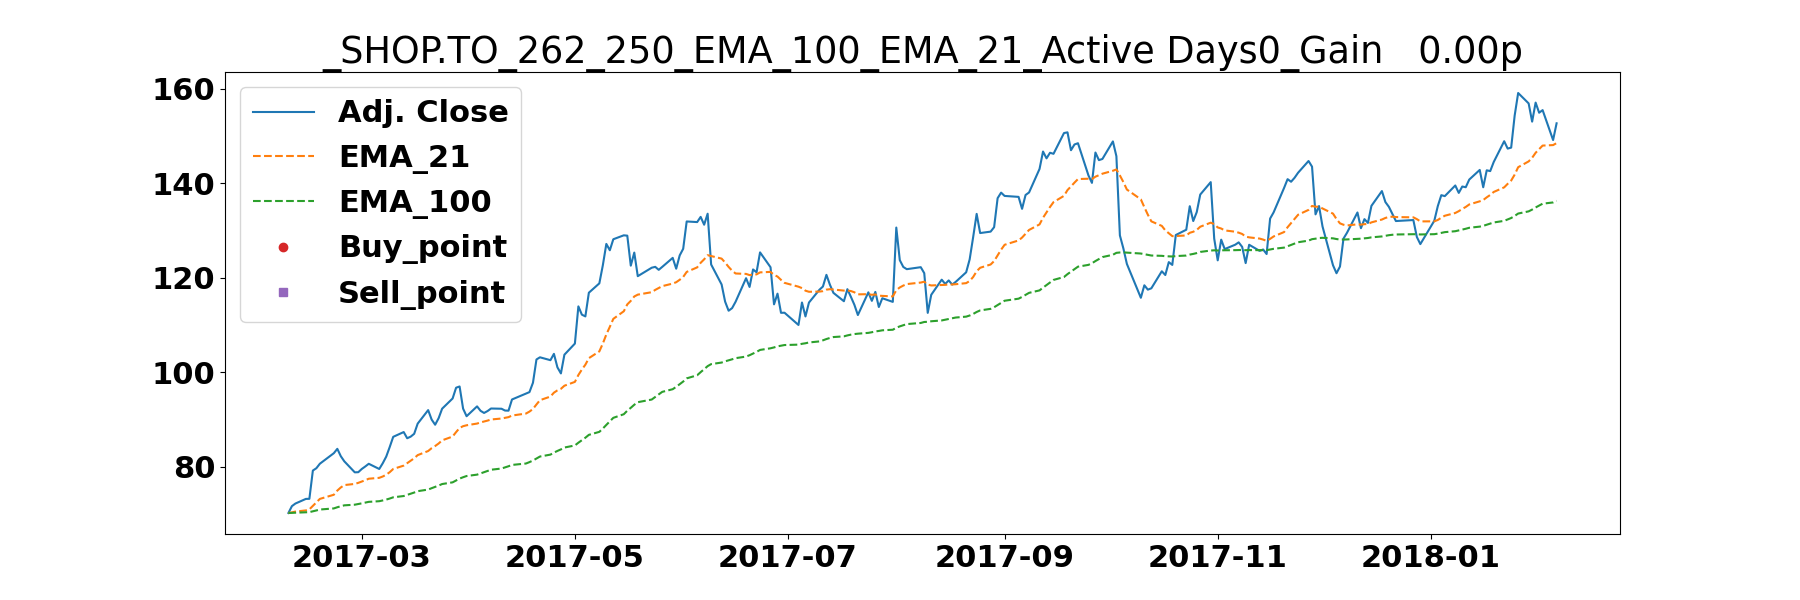 _SHOP.TO_262_250_EMA_100_EMA_21_Active Days0_Gain   0.00p
160
140
120
100
80
Adj. Close
EMA_21
EMA_100
Buy_point
Sell_point
2017-03 2017-05 2017-07 2017-09 2017-11 2018-01